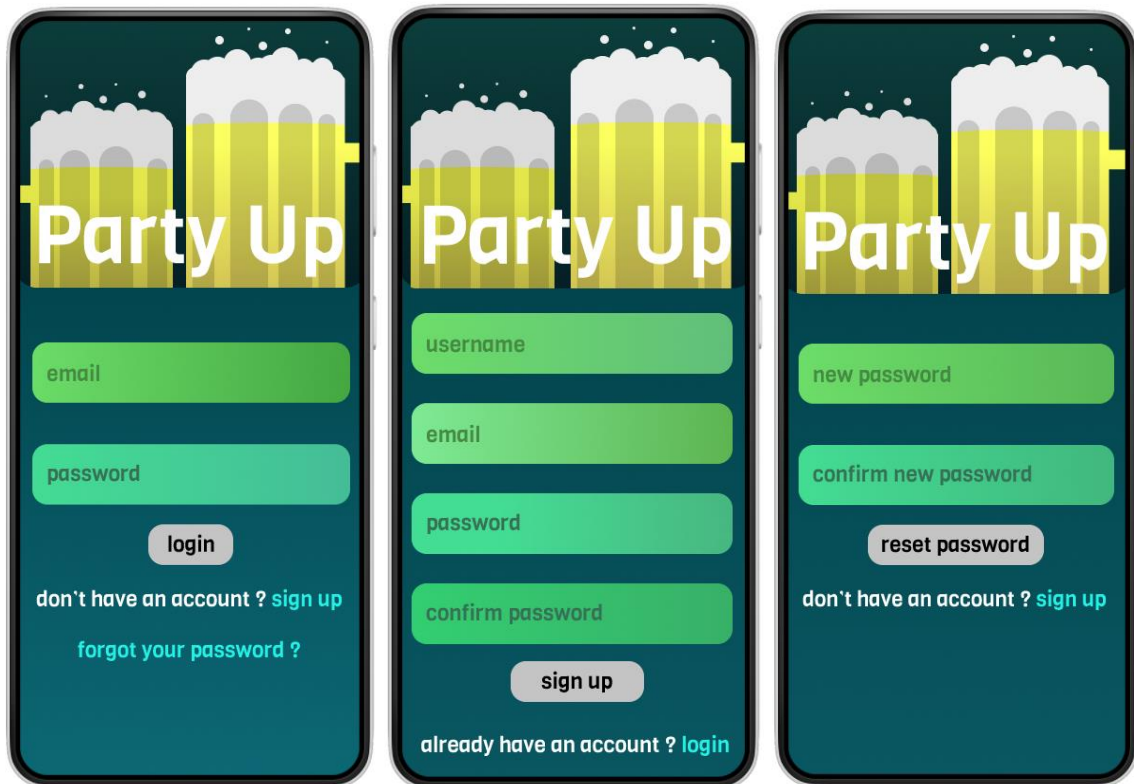 Party Up
email
password
login
don't have an account ? sign up
forgot your password ?
Party Up
username
email
password
confirm password
sign up
already have an account ? login
Party Up
new password
confirm new password
reset password
don't have an account ? sign up